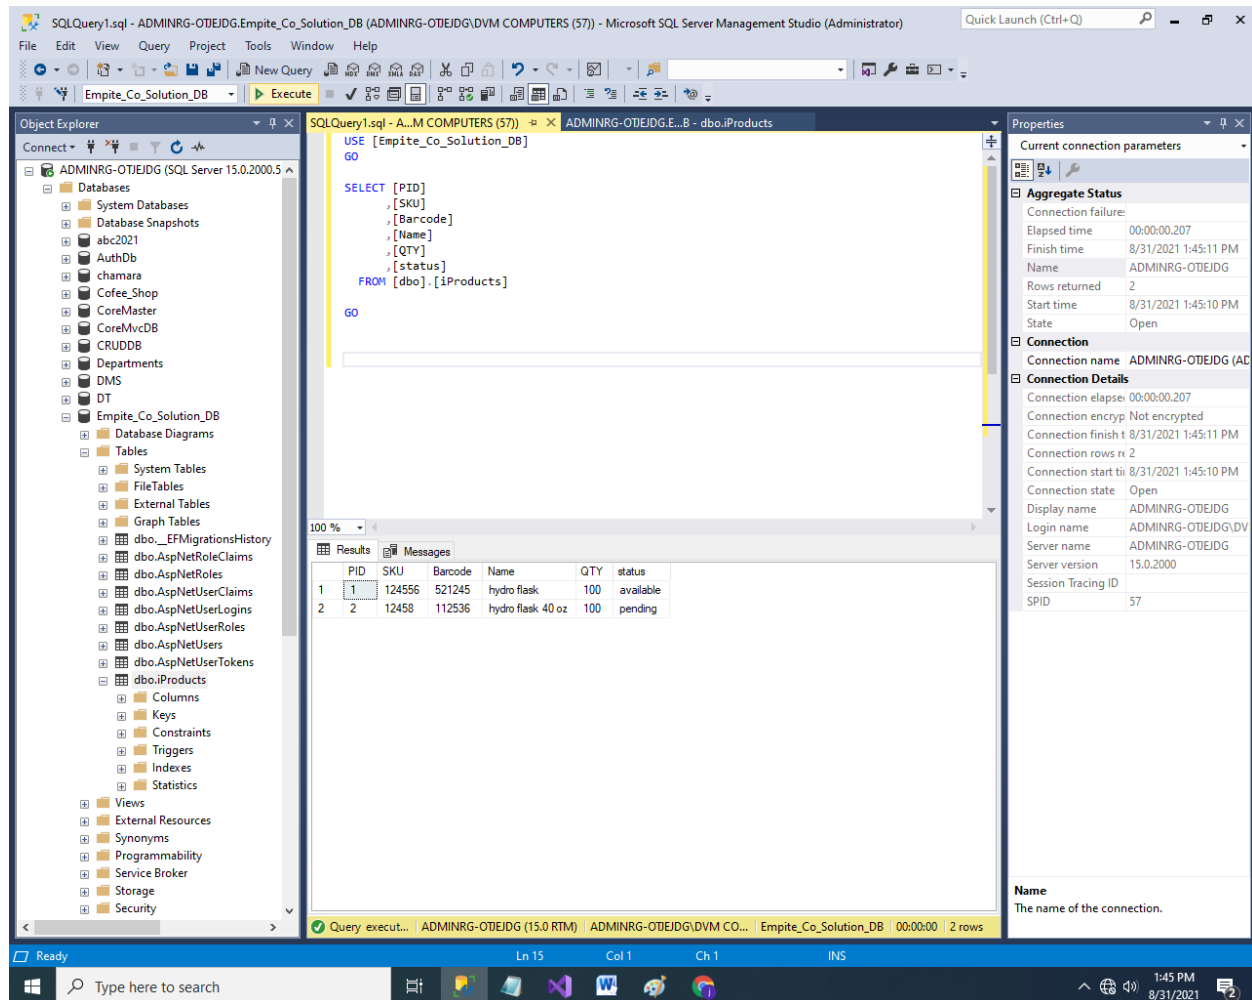 SQLQuery1.sql - ADMINRG-OTJEJDG.Empite_Co_Solution_DB (ADMINRG-OTJEJDG\DVM COMPUTERS (57)) - Microsoft SQL Server Management Studio (Administrator)
Quick Launch (Ctrl+Q)
File Edit View Query Project Tools Window Help
New Query
MDX DMX XMLA DAX
Empite_Co_Solution_DB
Execute
Object Explorer
Connect
ADMINRG-OTJEJDG (SQL Server 15.0.2000.5
Databases
System Databases
Database Snapshots
abc2021
AuthDb
chamara
Cofee_Shop
CoreMaster
CoreMvcDB
CRUDDB
Departments
DMS
DT
Empite_Co_Solution_DB
Database Diagrams
Tables
System Tables
FileTables
External Tables
Graph Tables
dbo.__EFMigrationsHistory
dbo.AspNetRoleClaims
dbo.AspNetRoles
dbo.AspNetUserClaims
dbo.AspNetUserLogins
dbo.AspNetUserRoles
dbo.AspNetUsers
dbo.AspNetUserTokens
dbo.iProducts
Columns
Keys
Constraints
Triggers
Indexes
Statistics
Views
External Resources
Synonyms
Programmability
Service Broker
Storage
Security
SQLQuery1.sql - A...M COMPUTERS (57))
ADMINRG-OTJEJDG.E...B - dbo.iProducts
USE [Empite_Co_Solution_DB]
GO
SELECT [PID]
,[SKU]
,[Barcode]
,[Name]
,[QTY]
,[status]
FROM [dbo].[iProducts]
GO
100 %
Results Messages
PID SKU Barcode Name QTY status
1 1 124556 521245 hydro flask 100 available
2 2 12458 112536 hydro flask 40 oz 100 pending
Query execut... ADMINRG-OTJEJDG (15.0 RTM) ADMINRG-OTJEJDG\DVM CO... Empite_Co_Solution_DB 00:00:00 2 rows
Properties
Current connection parameters
Aggregate Status
Connection failures
Elapsed time 00:00:00.207
Finish time 8/31/2021 1:45:11 PM
Name ADMINRG-OTJEJDG
Rows returned 2
Start time 8/31/2021 1:45:10 PM
State Open
Connection
Connection name ADMINRG-OTJEJDG (AD
Connection Details
Connection elapse 00:00:00.207
Connection encryp Not encrypted
Connection finish t 8/31/2021 1:45:11 PM
Connection rows re 2
Connection start ti 8/31/2021 1:45:10 PM
Connection state Open
Display name ADMINRG-OTJEJDG
Login name ADMINRG-OTJEJDG\DV
Server name ADMINRG-OTJEJDG
Server version 15.0.2000
Session Tracing ID
SPID 57
Name
The name of the connection.
Ready Ln 15 Col 1 Ch 1 INS
Type here to search
1:45 PM
8/31/2021
2